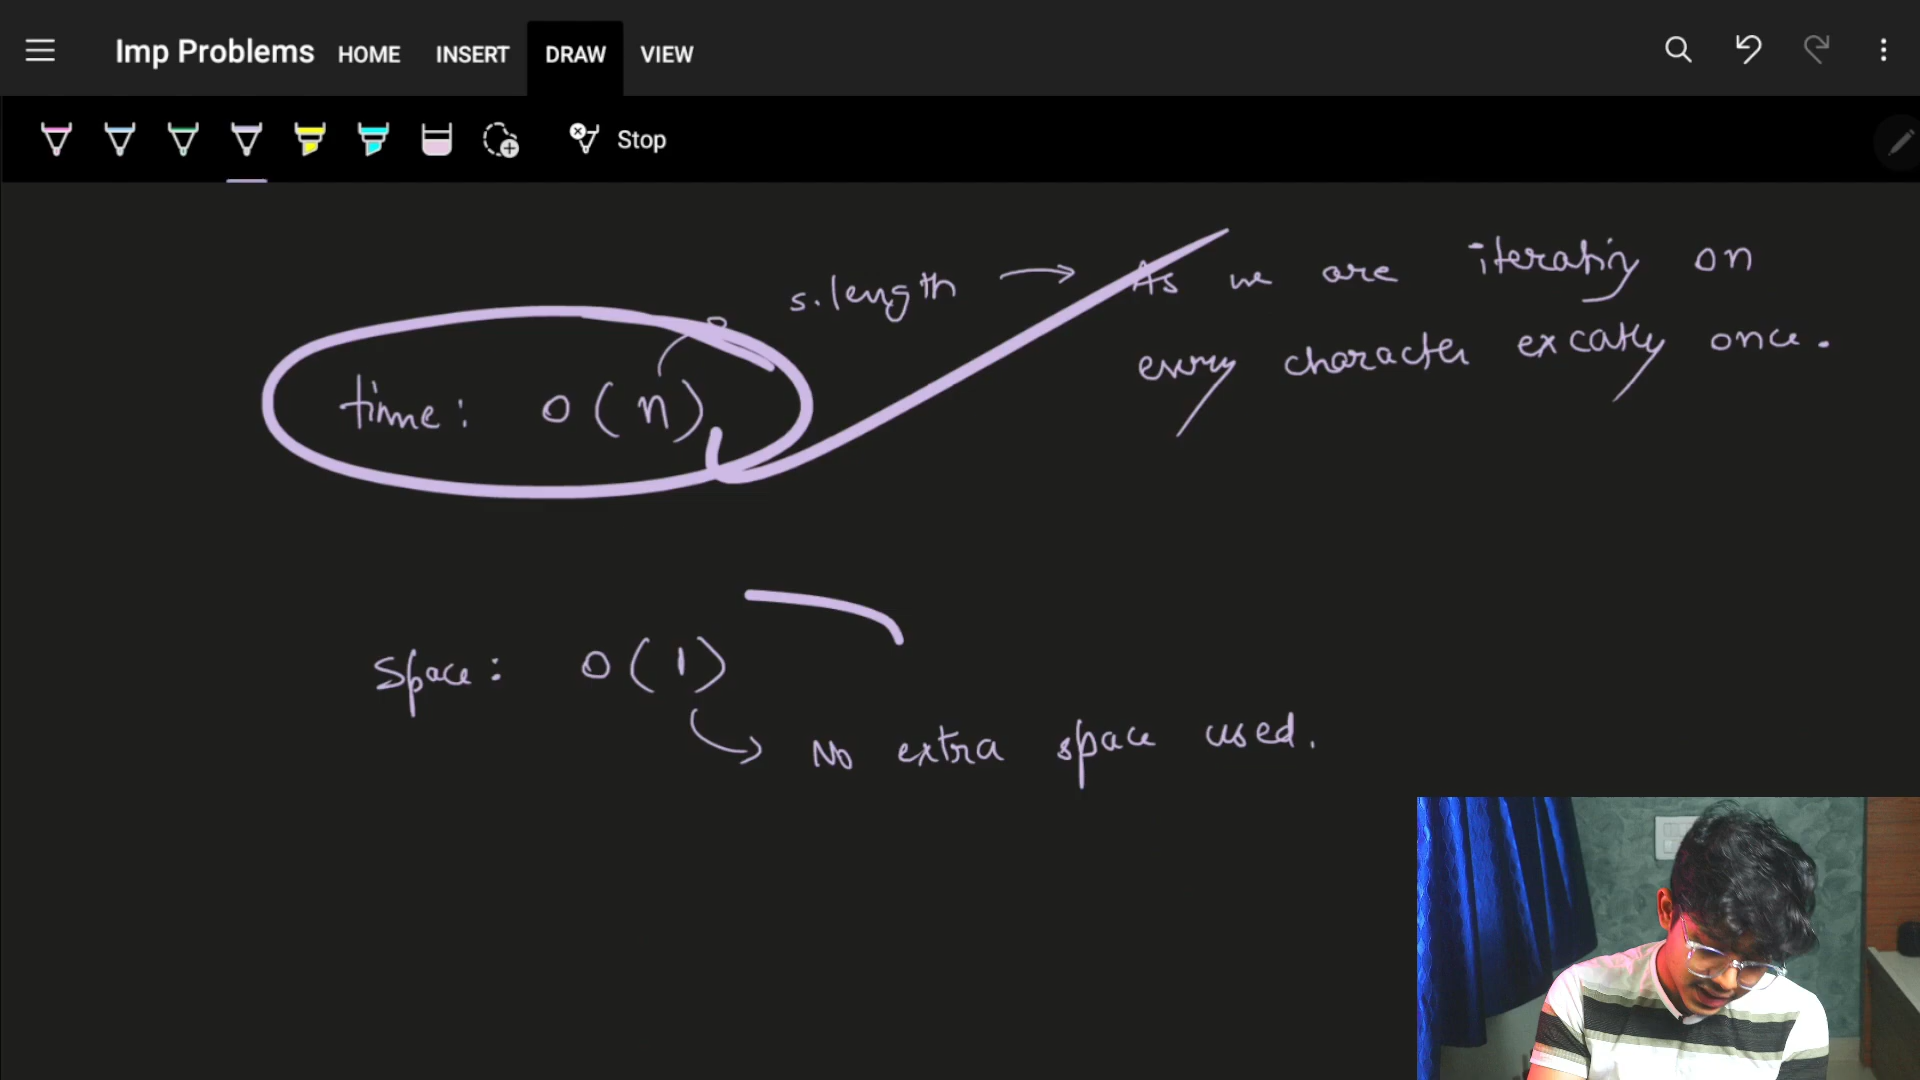 Imp Problems HOME INSERT DRAW VIEW
Stop
s.length → As we are iterating on
every character excatly once.
time: O(n)
space: O(1)
→ No extra space used.